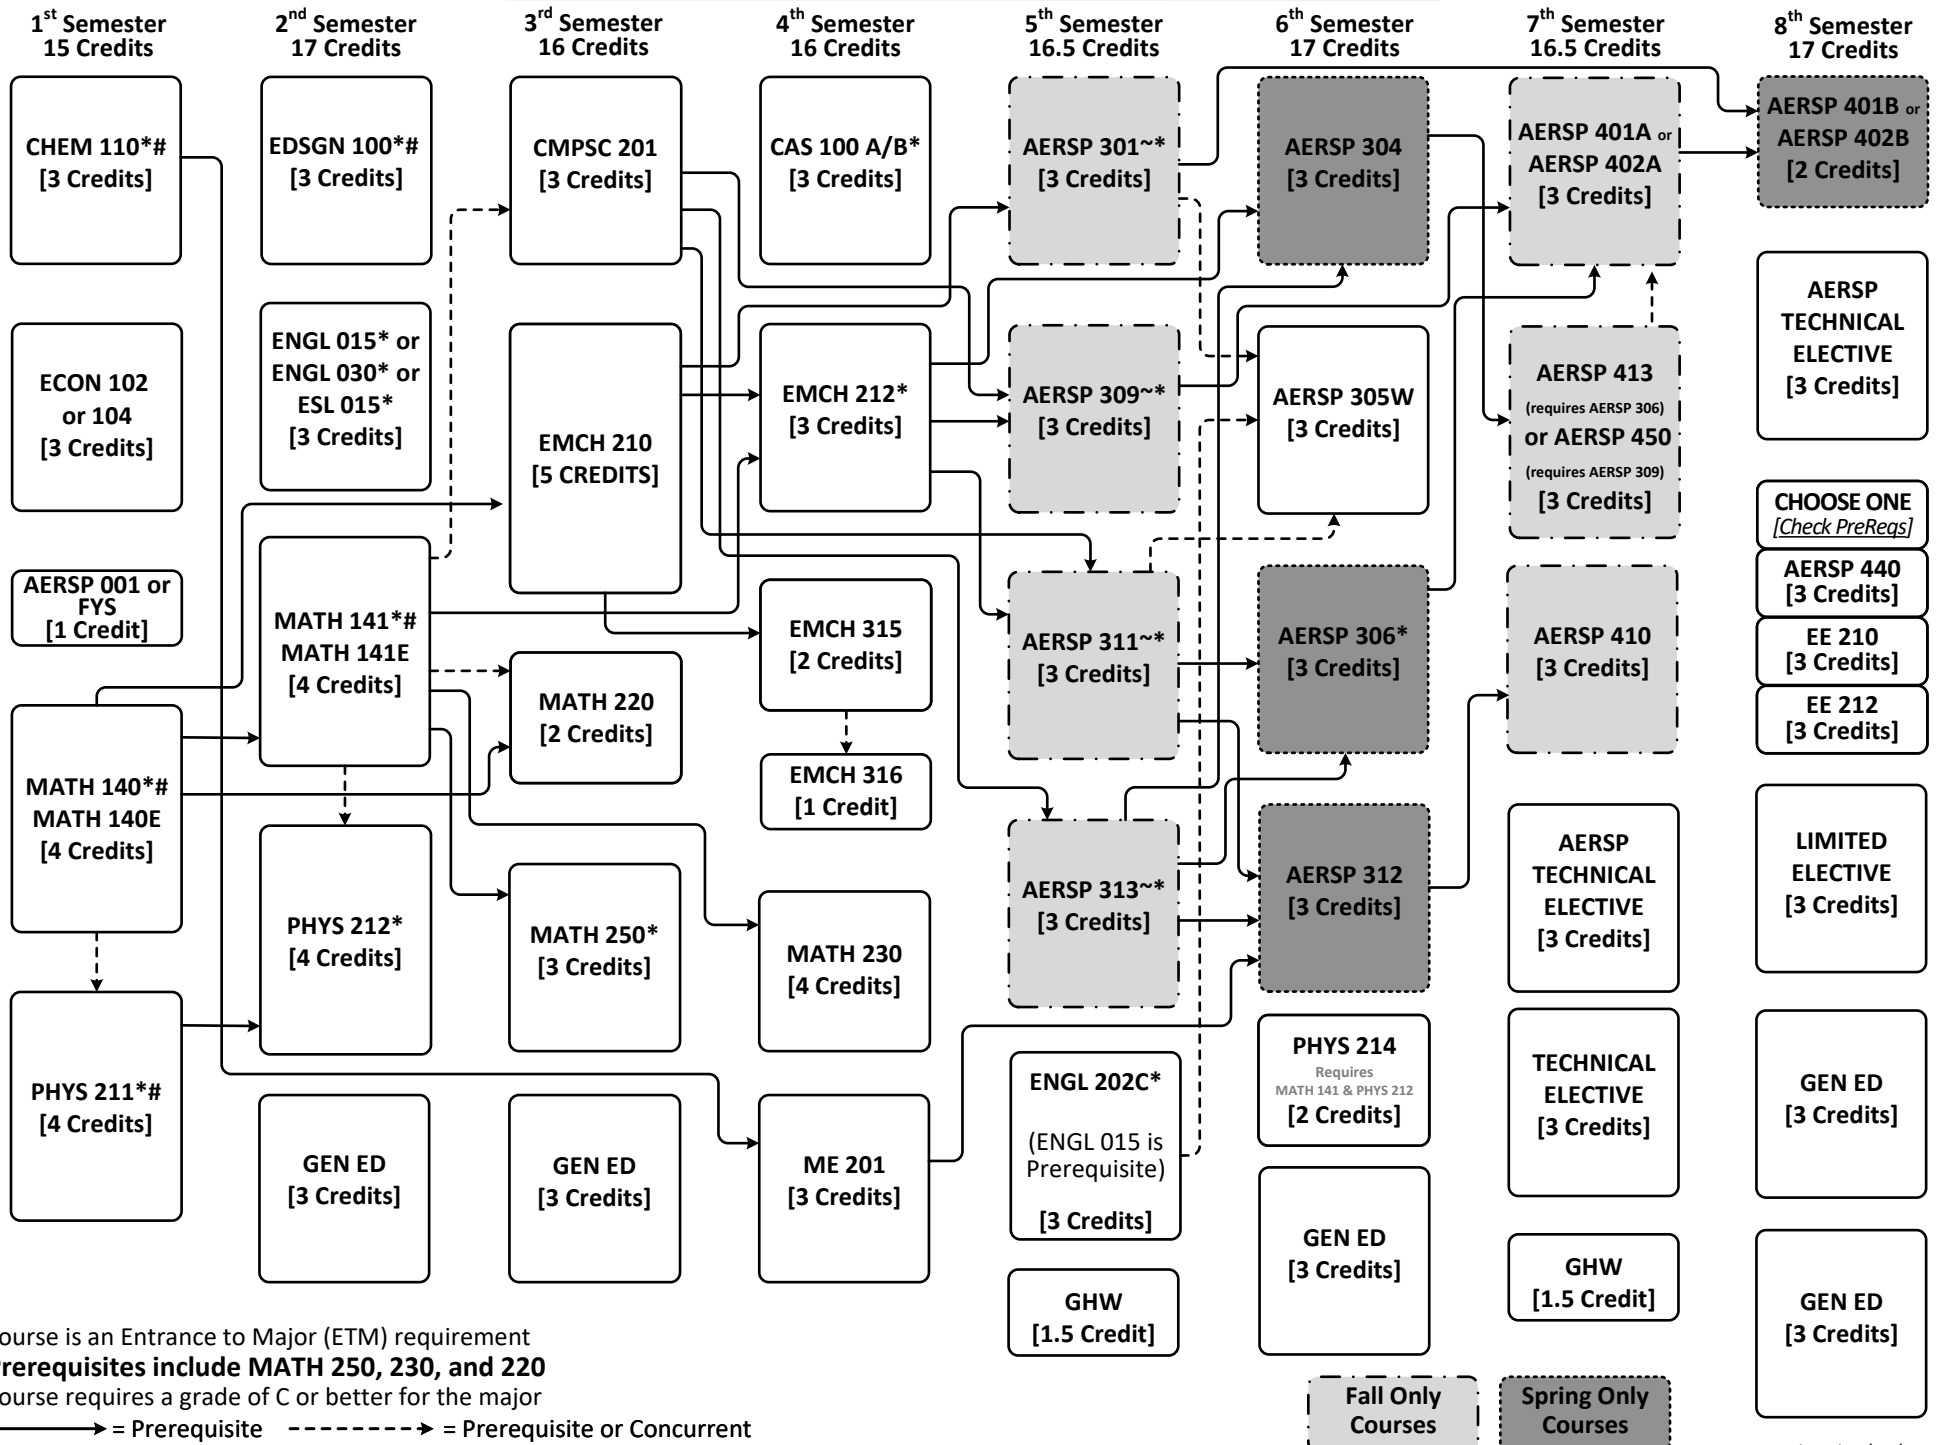 1st Semester
15 Credits
CHEM 110*#
[3 Credits]
ECON 102
or 104
[3 Credits]
AERSP 001 or
FYS
[1 Credit]
MATH 140*#
MATH 140E
[4 Credits]
PHYS 211*#
[4 Credits]
2nd Semester
17 Credits
EDSGN 100*#
[3 Credits]
ENGL 015* or
ENGL 030* or
ESL 015*
[3 Credits]
MATH 141*#
MATH 141E
[4 Credits]
PHYS 212*
[4 Credits]
GEN ED
[3 Credits]
3rd Semester
16 Credits
CMPSC 201
[3 Credits]
EMCH 210
[5 CREDITS]
MATH 220
[2 Credits]
MATH 250*
[3 Credits]
GEN ED
[3 Credits]
4th Semester
16 Credits
CAS 100 A/B*
[3 Credits]
EMCH 212*
[3 Credits]
EMCH 315
[2 Credits]
EMCH 316
[1 Credit]
MATH 230
[4 Credits]
ME 201
[3 Credits]
5th Semester
16.5 Credits
AERSP 301~*
[3 Credits]
AERSP 309~*
[3 Credits]
AERSP 311~*
[3 Credits]
AERSP 313~*
[3 Credits]
ENGL 202C*
(ENGL 015 is
Prerequisite)
[3 Credits]
GHW
[1.5 Credit]
6th Semester
17 Credits
AERSP 304
[3 Credits]
AERSP 305W
[3 Credits]
AERSP 306*
[3 Credits]
AERSP 312
[3 Credits]
PHYS 214
Requires
MATH 141 & PHYS 212
[2 Credits]
GEN ED
[3 Credits]
7th Semester
16.5 Credits
AERSP 401A or
AERSP 402A
[3 Credits]
AERSP 413
(requires AERSP 306)
or AERSP 450
(requires AERSP 309)
[3 Credits]
AERSP 410
[3 Credits]
AERSP
TECHNICAL
ELECTIVE
[3 Credits]
TECHNICAL
ELECTIVE
[3 Credits]
GHW
[1.5 Credit]
8th Semester
17 Credits
AERSP 401B or
AERSP 402B
[2 Credits]
AERSP
TECHNICAL
ELECTIVE
[3 Credits]
CHOOSE ONE
[Check PreReqs]
AERSP 440
[3 Credits]
EE 210
[3 Credits]
EE 212
[3 Credits]
LIMITED
ELECTIVE
[3 Credits]
GEN ED
[3 Credits]
GEN ED
[3 Credits]
ourse is an Entrance to Major (ETM) requirement
Prerequisites include MATH 250, 230, and 220
ourse requires a grade of C or better for the major
= Prerequisite = Prerequisite or Concurrent
Fall Only
Courses
Spring Only
Courses